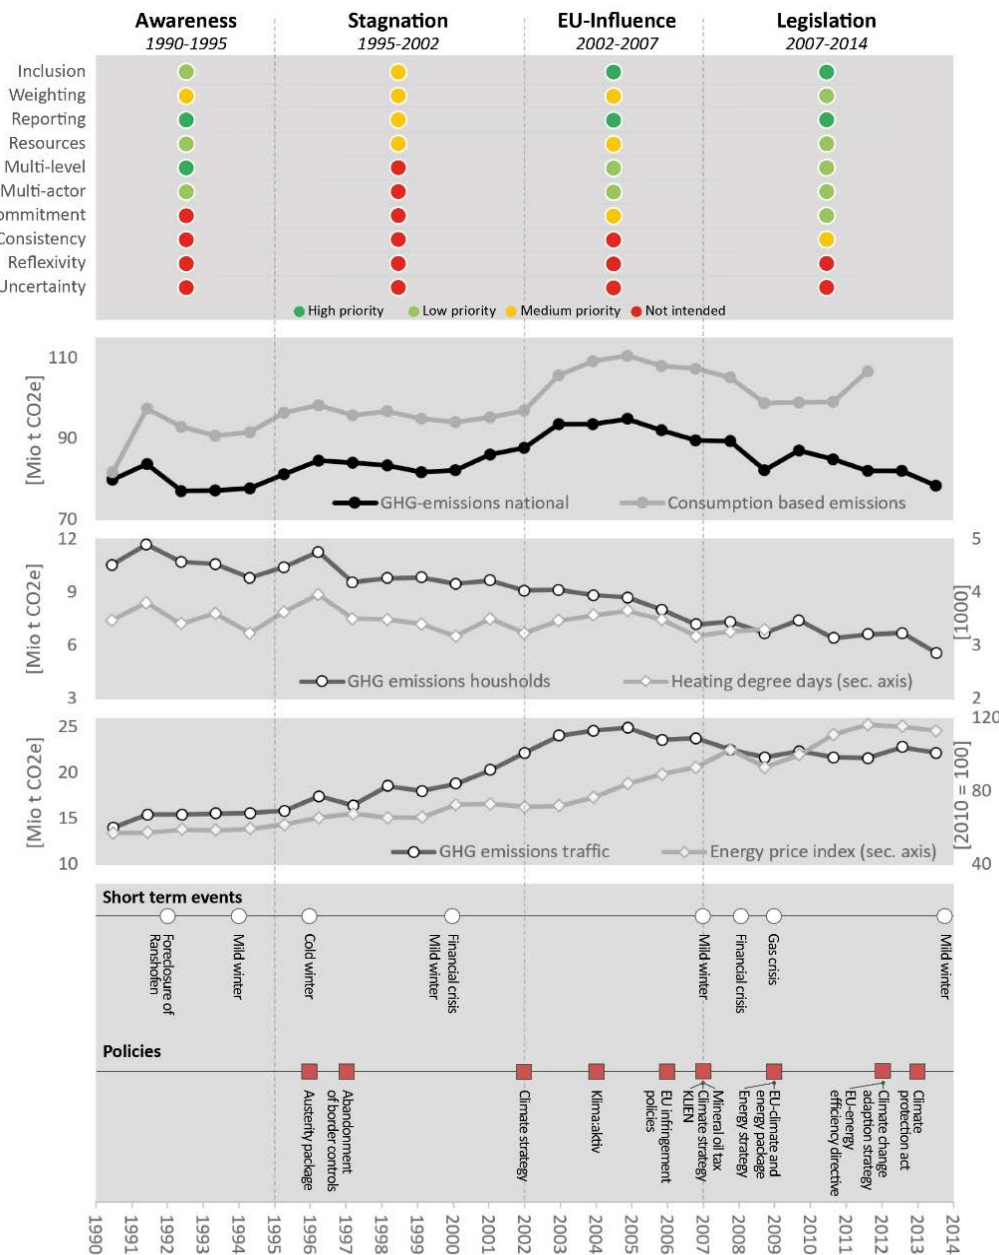 Awareness
1990-1995
Stagnation
1995-2002
EU-Influence
2002-2007
Legislation
2007-2014
Inclusion
Weighting
Reporting
Resources
Multi-level
Multi-actor
ommitment
Consistency
Reflexivity
Uncertainty
High priority
Low priority
Medium priority
Not intended
[Mio t CO2e]
110
90
70
GHG-emissions national
Consumption based emissions
[Mio t CO2e]
12
9
6
3
5
4
3
2
[1000]
GHG emissions housholds
Heating degree days (sec. axis)
[Mio t CO2e]
25
20
15
10
120
80
40
[2010 = 100]
GHG emissions traffic
Energy price index (sec. axis)
Short term events
Foreclosure of
Ranshofen
Mild winter
Cold winter
Financial crisis
Mild winter
Mild winter
Financial crisis
Gas crisis
Mild winter
Policies
Austerity package
Abandonment
of border controls
Climate strategy
Klima:aktiv
EU infringement
policies
Mineral oil tax
Climate strategy
KLIEN
EU-climate and
energy package
Energy strategy
Climate change
adaption strategy
EU-energy
efficiency directive
Climate
protection act
1990
1991
1992
1993
1994
1995
1996
1997
1998
1999
2000
2001
2002
2003
2004
2005
2006
2007
2008
2009
2010
2011
2012
2013
2014